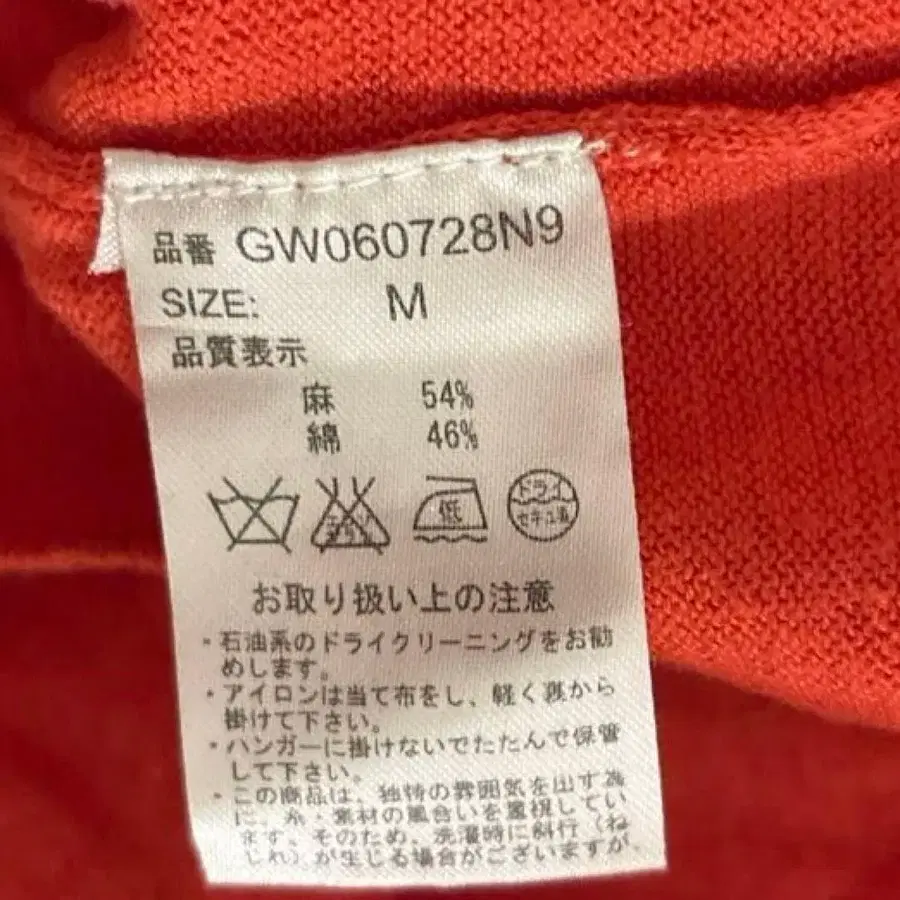 品番 GW060728N9
SIZE: M
品質表示
麻 54%
綿 46%
低
ドライ
セキユ系
お取り扱い上の注意
・石油系のドライクリーニングをお勧
めします。
・アイロンは当て布をし、軽く裏から
掛けて下さい。
・ハンガーに掛けないでたたんで保管
して下さい。
・この商品は、独特の雰囲気を出す為
に、糸・素材の風合いを重視してい
ます。そのため、洗濯時に斜行（ね
じれ）が生じる場合がございますが、